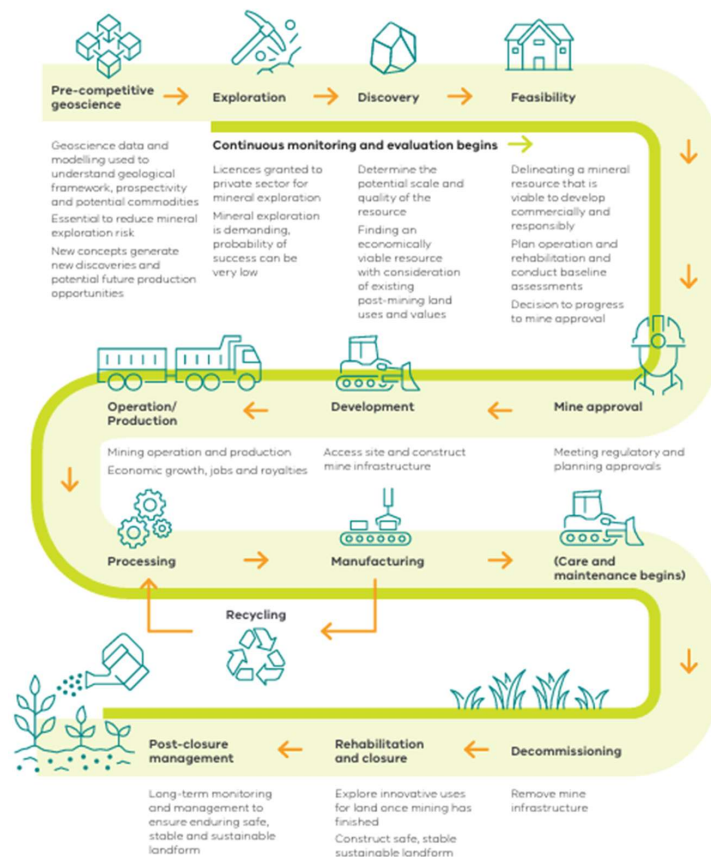 Pre-competitive
geoscience
Exploration
Discovery
Feasibility
Continuous monitoring and evaluation begins
Geoscience data and
modelling used to
understand geological
framework, prospectivity
and potential commodities
Essential to reduce mineral
exploration risk
New concepts generate
new discoveries and
potential future production
opportunities
Licences granted to
private sector for
mineral exploration
Mineral exploration
is demanding,
probability of
success can be
very low
Determine the
potential scale and
quality of the
resource
Finding an
economically
viable resource
with consideration
of existing
post-mining land
uses and values
Delineating a mineral
resource that is
viable to develop
commercially and
responsibly
Plan operation and
rehabilitation and
conduct baseline
assessments
Decision to progress
to mine approval
Operation/
Production
Development
Mine approval
Mining operation and production
Economic growth, jobs and royalties
Access site and construct
mine infrastructure
Meeting regulatory and
planning approvals
Processing
Manufacturing
(Care and
maintenance begins)
Recycling
Post-closure
management
Rehabilitation
and closure
Decommissioning
Long-term monitoring
and management to
ensure enduring safe,
stable and sustainable
landform
Explore innovative uses
for land once mining has
finished
Construct safe, stable
sustainable landform
Remove mine
infrastructure